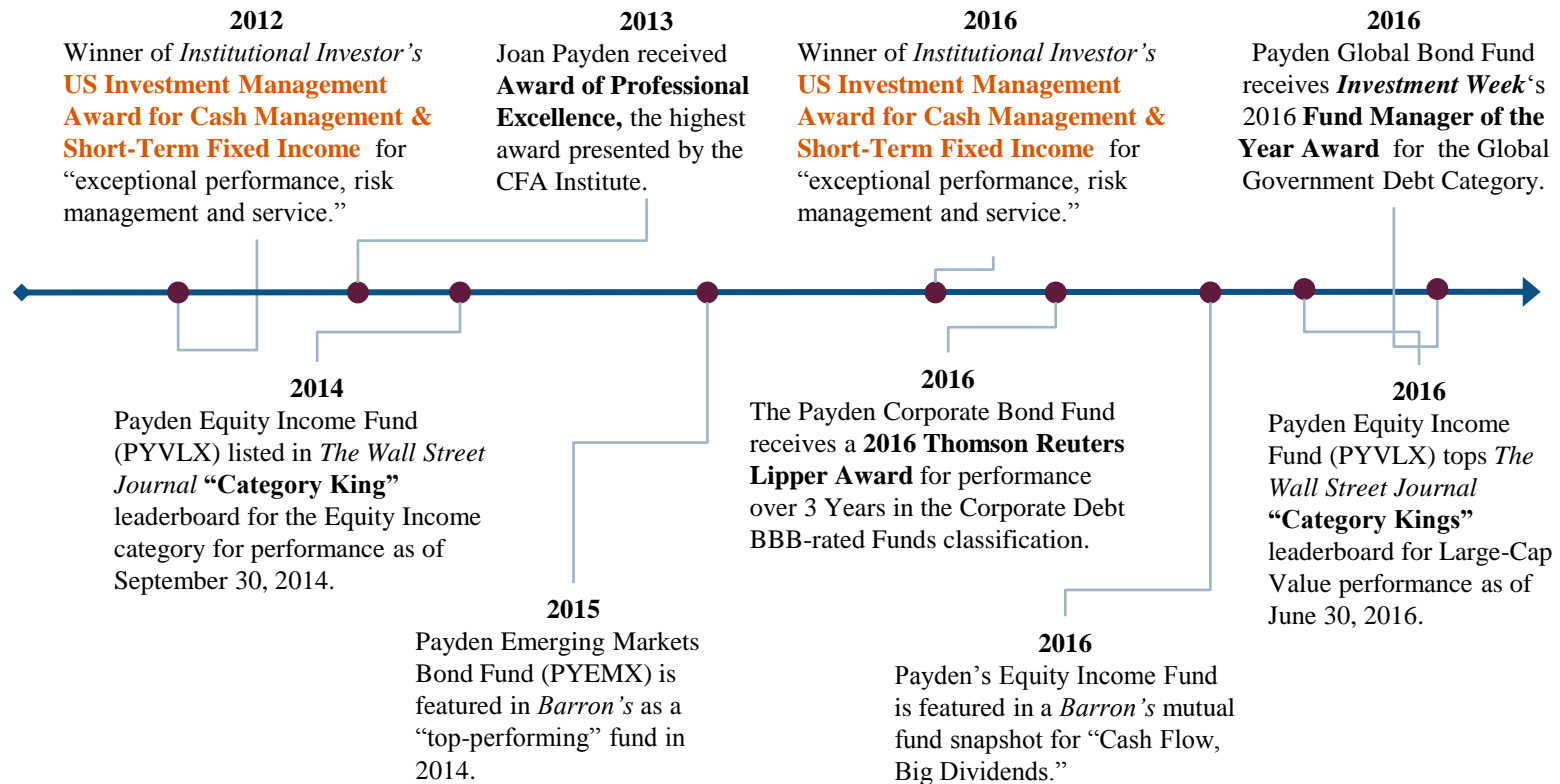 2012
Winner of Institutional Investor’s
US Investment Management
Award for Cash Management &
Short-Term Fixed Income for
“exceptional performance, risk
management and service.”
2013
Joan Payden received
Award of Professional
Excellence, the highest
award presented by the
CFA Institute.
2016
Winner of Institutional Investor’s
US Investment Management
Award for Cash Management &
Short-Term Fixed Income for
“exceptional performance, risk
management and service.”
2016
Payden Global Bond Fund
receives Investment Week‘s
2016 Fund Manager of the
Year Award for the Global
Government Debt Category.
2014
Payden Equity Income Fund
(PYVLX) listed in The Wall Street
Journal “Category King”
leaderboard for the Equity Income
category for performance as of
September 30, 2014.
2015
Payden Emerging Markets
Bond Fund (PYEMX) is
featured in Barron’s as a
“top-performing” fund in
2014.
2016
The Payden Corporate Bond Fund
receives a 2016 Thomson Reuters
Lipper Award for performance
over 3 Years in the Corporate Debt
BBB-rated Funds classification.
2016
Payden’s Equity Income Fund
is featured in a Barron’s mutual
fund snapshot for “Cash Flow,
Big Dividends.”
2016
Payden Equity Income
Fund (PYVLX) tops The
Wall Street Journal
“Category Kings”
leaderboard for Large-Cap
Value performance as of
June 30, 2016.